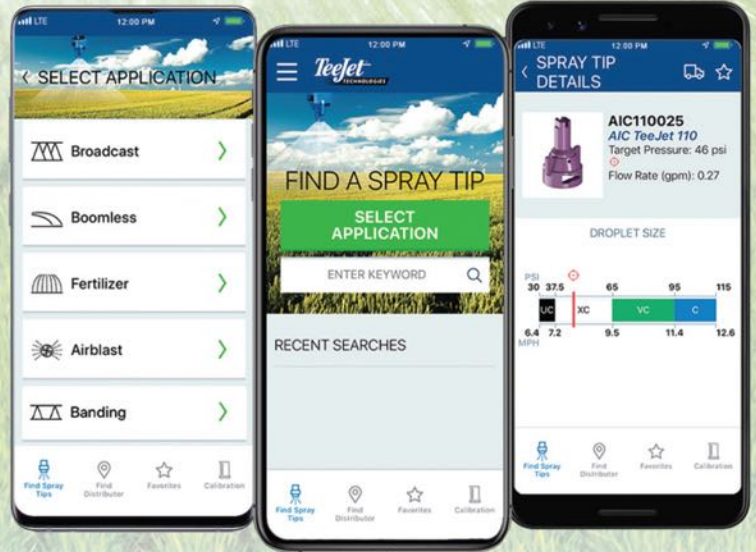 LTE
12:00 PM
SELECT APPLICATION
Broadcast
Boomless
Fertilizer
Airblast
Banding
Find Spray
Tips
Find
Distributor
Favorites
Calibration
LTE
12:00 PM
TeeJet
TECHNOLOGIES
FIND A SPRAY TIP
SELECT
APPLICATION
ENTER KEYWORD
RECENT SEARCHES
Find Spray
Tips
Find
Distributor
Favorites
Calibration
LTE
12:00 PM
SPRAY TIP
DETAILS
AIC110025
AIC TeeJet 110
Target Pressure: 46 psi
Flow Rate (gpm): 0.27
DROPLET SIZE
PSI
30 37.5 65 95 115
UC XC VC C
6.4 7.2 9.5 11.4 12.6
MPH
Find Spray
Tips
Find
Distributor
Favorites
Calibration